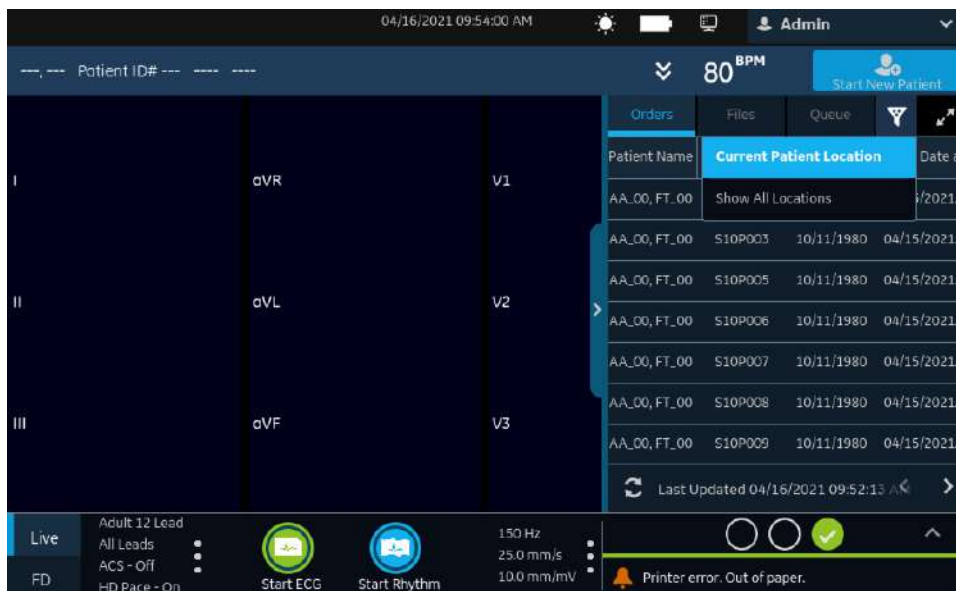 04/16/2021 09:54:00 AM
Admin
---, --- Patient ID# --- ---- ----
80 BPM
Start New Patient
Orders Files Queue
Patient Name Current Patient Location Date
AA_00, FT_00 Show All Locations /2021
AA_00, FT_00 S10P003 10/11/1980 04/15/2021
AA_00, FT_00 S10P005 10/11/1980 04/15/2021
AA_00, FT_00 S10P006 10/11/1980 04/15/2021
AA_00, FT_00 S10P007 10/11/1980 04/15/2021
AA_00, FT_00 S10P008 10/11/1980 04/15/2021
AA_00, FT_00 S10P009 10/11/1980 04/15/2021
Last Updated 04/16/2021 09:52:13 AM
I aVR V1
II aVL V2
III aVF V3
Live
FD
Adult 12 Lead
All Leads
ACS - Off
HD Pace - On
Start ECG
Start Rhythm
150 Hz
25.0 mm/s
10.0 mm/mV
Printer error. Out of paper.